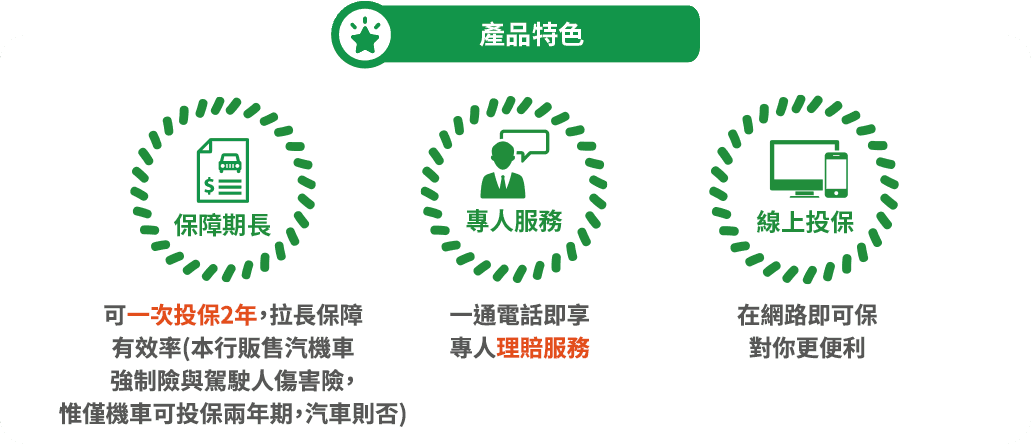 產品特色
保障期長
可一次投保2年,拉長保障
有效率(本行販售汽機車
強制險與駕駛人傷害險,
惟僅機車可投保兩年期,汽車則否)
專人服務
一通電話即享
專人理賠服務
線上投保
在網路即可保
對你更便利